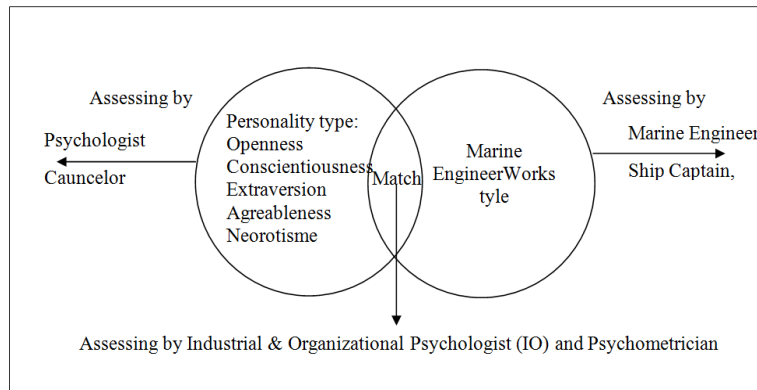 Assessing by
Psychologist
Cauncelor
Personality type:
Openness
Conscientiousness
Extraversion
Agreableness
Neorotisme
Match
Marine
EngineerWorks
tyle
Assessing by
Marine Engineer
Ship Captain,
Assessing by Industrial & Organizational Psychologist (IO) and Psychometrician